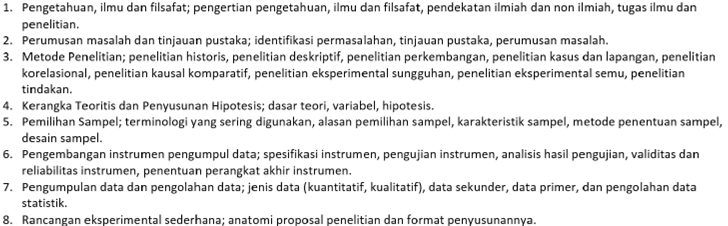 1. Pengetahuan, ilmu dan filsafat; pengertian pengetahuan, ilmu dan filsafat, pendekatan ilmiah dan non ilmiah, tugas ilmu dan
penelitian.
2. Perumusan masalah dan tinjauan pustaka; identifikasi permasalahan, tinjauan pustaka, perumusan masalah.
3. Metode Penelitian; penelitian historis, penelitian deskriptif, penelitian perkembangan, penelitian kasus dan lapangan, penelitian
korelasional, penelitian kausal komparatif, penelitian eksperimental sungguhan, penelitian eksperimental semu, penelitian
tindakan.
4. Kerangka Teoritis dan Penyusunan Hipotesis; dasar teori, variabel, hipotesis.
5. Pemilihan Sampel; terminologi yang sering digunakan, alasan pemilihan sampel, karakteristik sampel, metode penentuan sampel,
desain sampel.
6. Pengembangan instrumen pengumpul data; spesifikasi instrumen, pengujian instrumen, analisis hasil pengujian, validitas dan
reliabilitas instrumen, penentuan perangkat akhir instrumen.
7. Pengumpulan data dan pengolahan data; jenis data (kuantitatif, kualitatif), data sekunder, data primer, dan pengolahan data
statistik.
8. Rancangan eksperimental sederhana; anatomi proposal penelitian dan format penyusunannya.